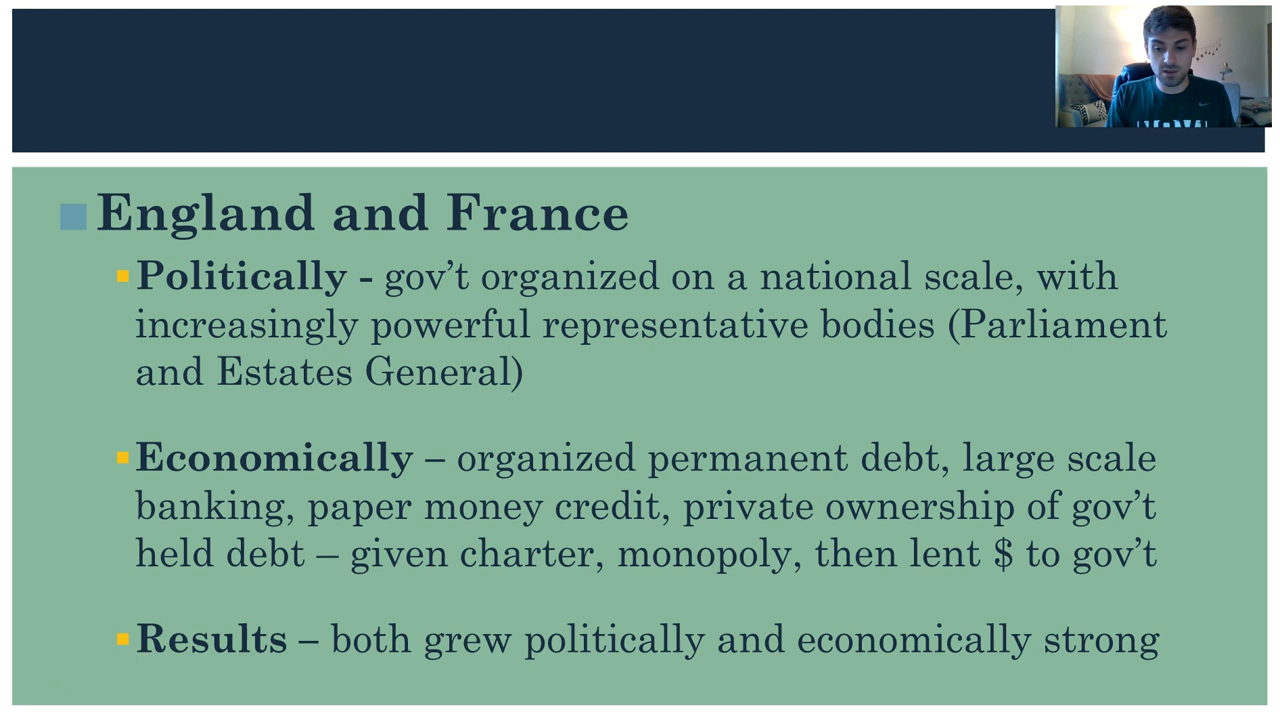 England and France
Politically - gov’t organized on a national scale, with
increasingly powerful representative bodies (Parliament
and Estates General)
Economically – organized permanent debt, large scale
banking, paper money credit, private ownership of gov’t
held debt – given charter, monopoly, then lent $ to gov’t
Results – both grew politically and economically strong